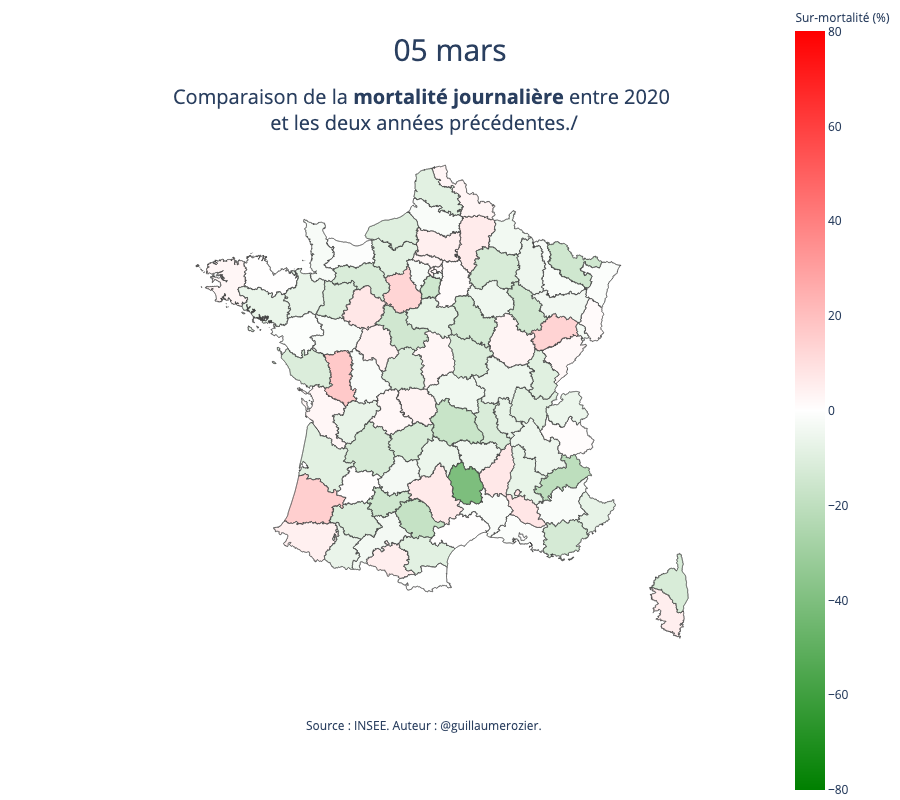 Sur-mortalité (%)
05 mars
Comparaison de la mortalité journalière entre 2020
et les deux années précédentes./
80
60
40
20
0
−20
−40
−60
−80
Source : INSEE. Auteur : @guillaumerozier.